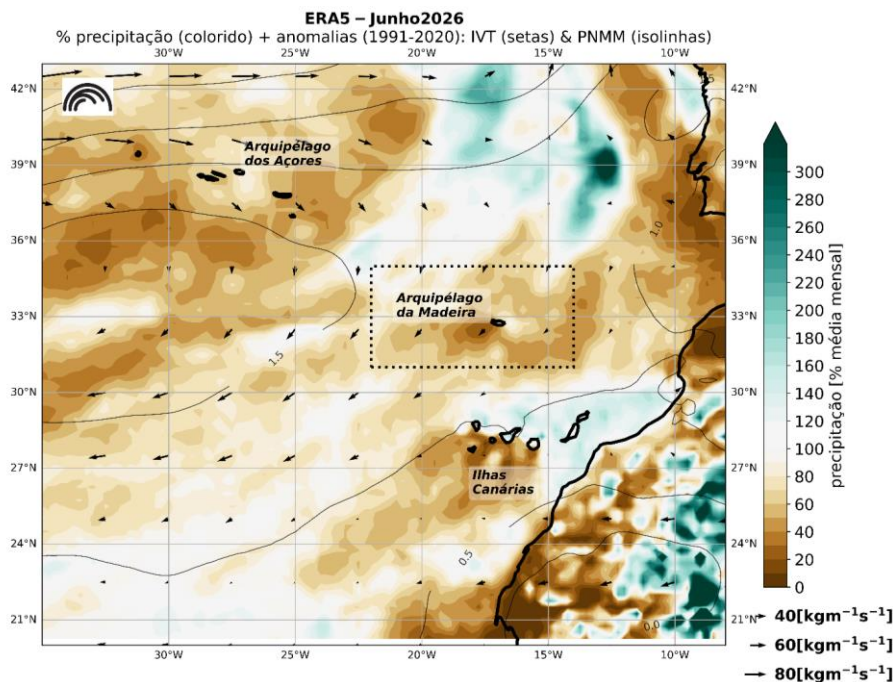 ERA5 – Junho2026
% precipitação (colorido) + anomalias (1991-2020): IVT (setas) & PNMM (isolinhas)
30°W 25°W 20°W 15°W 10°W
42°N 42°N
39°N 39°N
36°N 36°N
33°N 33°N
30°N 30°N
27°N 27°N
24°N 24°N
21°N 21°N
30°W 25°W 20°W 15°W 10°W
Arquipélago
dos Açores
Arquipélago
da Madeira
Ilhas
Canárias
1.0
1.5
0.5
0.0
300
280
260
240
220
200
180
160
140
120
100
80
60
40
20
0
precipitação [% média mensal]
40[kgm⁻¹s⁻¹]
60[kgm⁻¹s⁻¹]
80[kgm⁻¹s⁻¹]